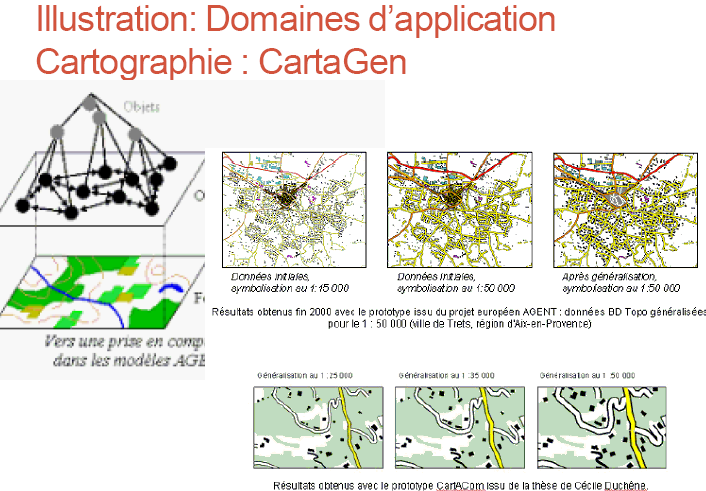 Illustration: Domaines d’application
Cartographie : CartaGen
Objets
Données initiales,
symbolisation au 1:15 000
Données initiales,
symbolisation au 1:50 000
Après généralisation,
symbolisation au 1:50 000
Résultats obtenus fin 2000 avec le prototype issu du projet européen AGENT : données BD Topo généralisées
pour le 1 : 50 000 (ville de Trets, région d'Aix-en-Provence)
Vers une prise en comp
dans les modèles AGE
Généralisation au 1:25 000
Généralisation au 1:35 000
Généralisation au 1:50 000
Résultats obtenus avec le prototype CartACom issu de la thèse de Cécile Duchêne.